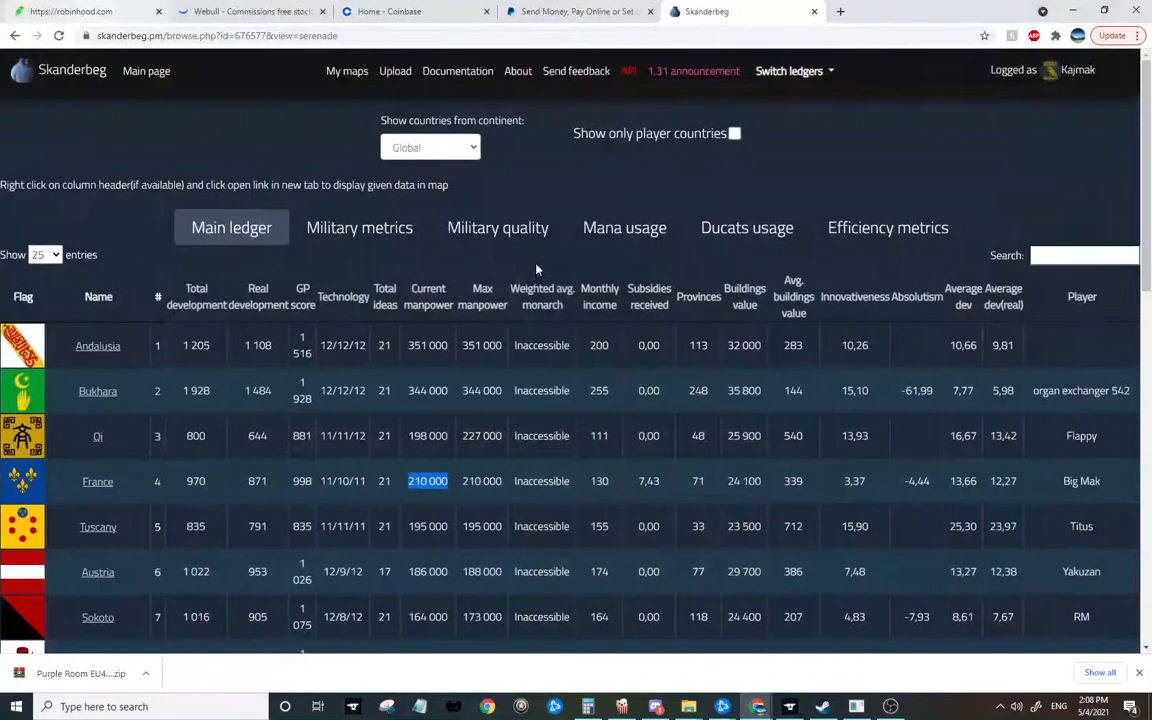 https://robinhood.com
Webull - Commissions free stock
Home - Coinbase
Send Money, Pay Online or Set
Skanderbeg
skanderbeg.pm/browse.php?id=676577&view=serenade
Update
Skanderbeg
Main page
My maps
Upload
Documentation
About
Send feedback
API
1.31 announcement
Switch ledgers
Logged as
Kajmak
Show countries from continent:
Global
Show only player countries
Right click on column header(if available) and click open link in new tab to display given data in map
Main ledger
Military metrics
Military quality
Mana usage
Ducats usage
Efficiency metrics
Show 25 entries
Search:
Flag Name # Total development Real development GP score Technology Total ideas Current manpower Max manpower Weighted avg. monarch Monthly income Subsidies received Provinces Buildings value Avg. buildings value Innovativeness Absolutism Average dev Average dev(real) Player
Andalusia 1 1 205 1 108 1 516 12/12/12 21 351 000 351 000 Inaccessible 200 0,00 113 32 000 283 10,26 10,66 9,81
Bukhara 2 1 928 1 484 1 928 12/12/12 21 344 000 344 000 Inaccessible 255 0,00 248 35 800 144 15,10 -61,99 7,77 5,98 organ exchanger 542
Qi 3 800 644 881 11/11/12 21 198 000 227 000 Inaccessible 111 0,00 48 25 900 540 13,93 16,67 13,42 Flappy
France 4 970 871 998 11/10/11 21 210 000 210 000 Inaccessible 130 7,43 71 24 100 339 3,37 -4,44 13,66 12,27 Big Mak
Tuscany 5 835 791 835 11/11/11 21 195 000 195 000 Inaccessible 155 0,00 33 23 500 712 15,90 25,30 23,97 Titus
Austria 6 1 022 953 1 026 12/9/12 17 186 000 188 000 Inaccessible 174 0,00 77 29 700 386 7,48 13,27 12,38 Yakuzan
Sokoto 7 1 016 905 1 075 12/8/12 21 164 000 173 000 Inaccessible 164 0,00 118 24 400 207 4,83 -7,93 8,61 7,67 RM
Purple Room EU4....zip
Show all
Type here to search
ENG
2:08 PM
5/4/2021